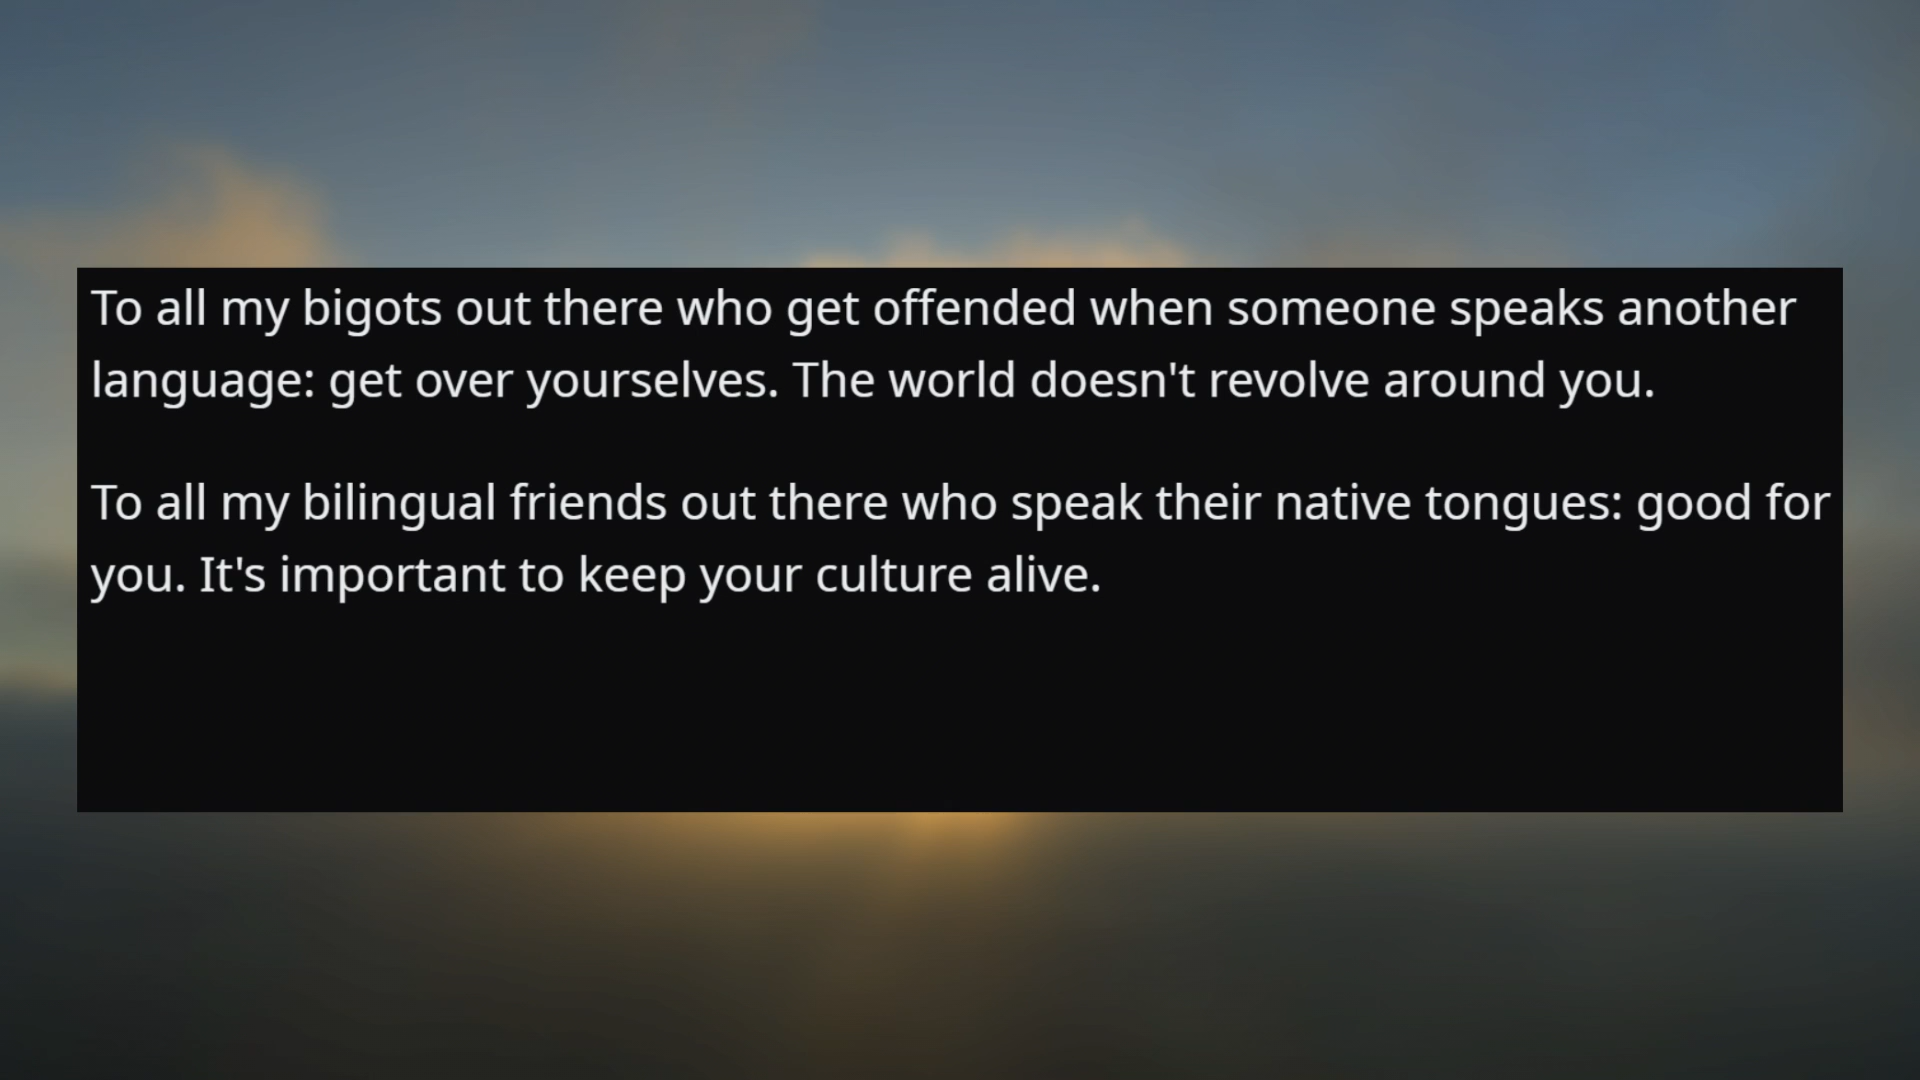 To all my bigots out there who get offended when someone speaks another
language: get over yourselves. The world doesn't revolve around you.
To all my bilingual friends out there who speak their native tongues: good for
you. It's important to keep your culture alive.